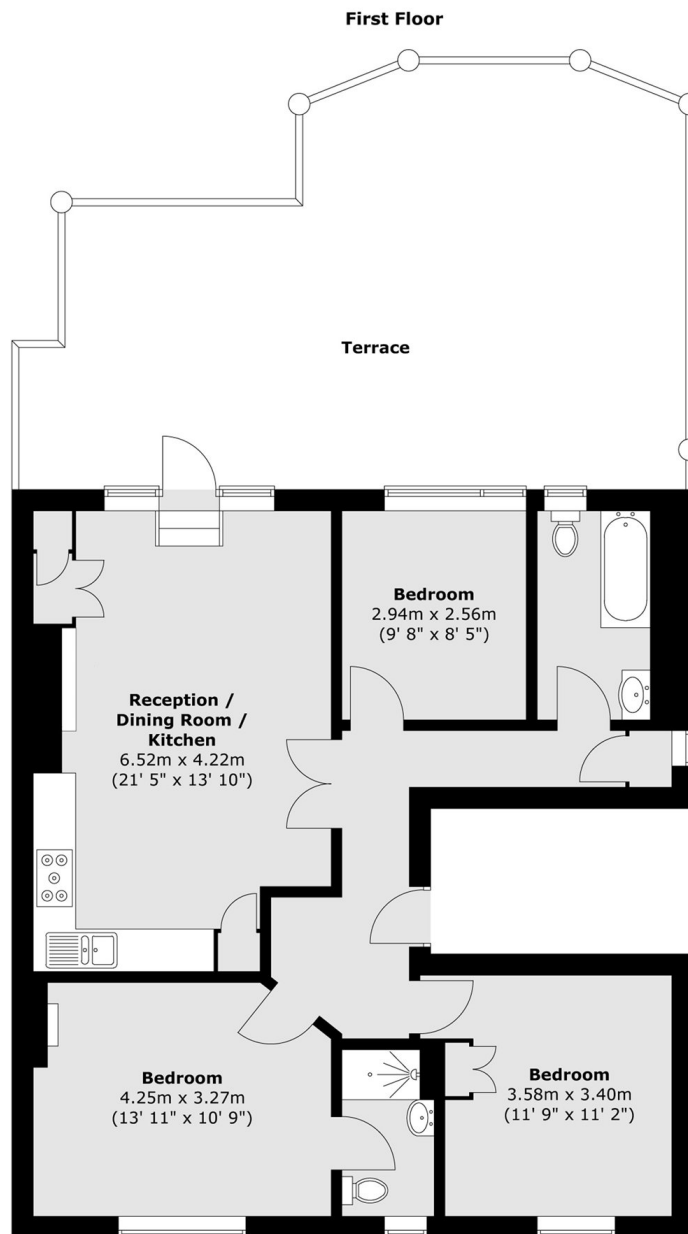 First Floor
Terrace
Bedroom
2.94m x 2.56m
(9' 8" x 8' 5")
Reception /
Dining Room /
Kitchen
6.52m x 4.22m
(21' 5" x 13' 10")
Bedroom
4.25m x 3.27m
(13' 11" x 10' 9")
Bedroom
3.58m x 3.40m
(11' 9" x 11' 2")